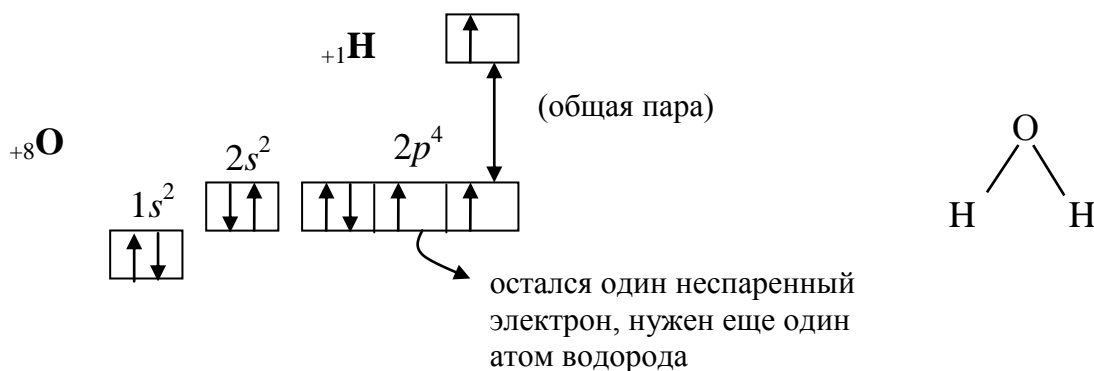 ₊₁H
(общая пара)
₊₈O
2s²
2p⁴
1s²
O
H H
остался один неспаренный
электрон, нужен еще один
атом водорода